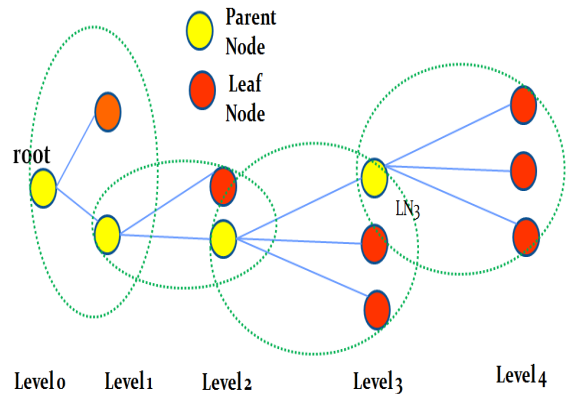 Parent
Node
Leaf
Node
root
LN3
Level 0 Level 1 Level 2 Level 3 Level 4